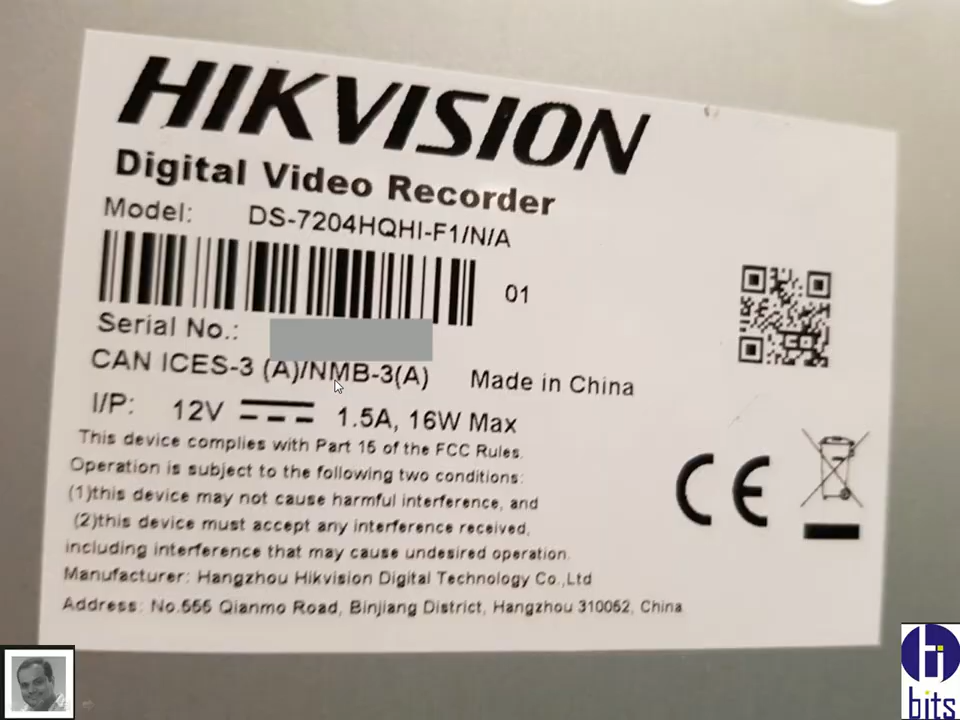 HIKVISION
Digital Video Recorder
Model: DS-7204HQHI-F1/N/A
01
Serial No.:
CAN ICES-3 (A)/NMB-3(A) Made in China
I/P: 12V 1.5A, 16W Max
This device complies with Part 15 of the FCC Rules.
Operation is subject to the following two conditions:
(1)this device may not cause harmful interference, and
(2)this device must accept any interference received,
including interference that may cause undesired operation.
Manufacturer: Hangzhou Hikvision Digital Technology Co.,Ltd
Address: No.555 Qianmo Road, Binjiang District, Hangzhou 310052, China
CE
bits